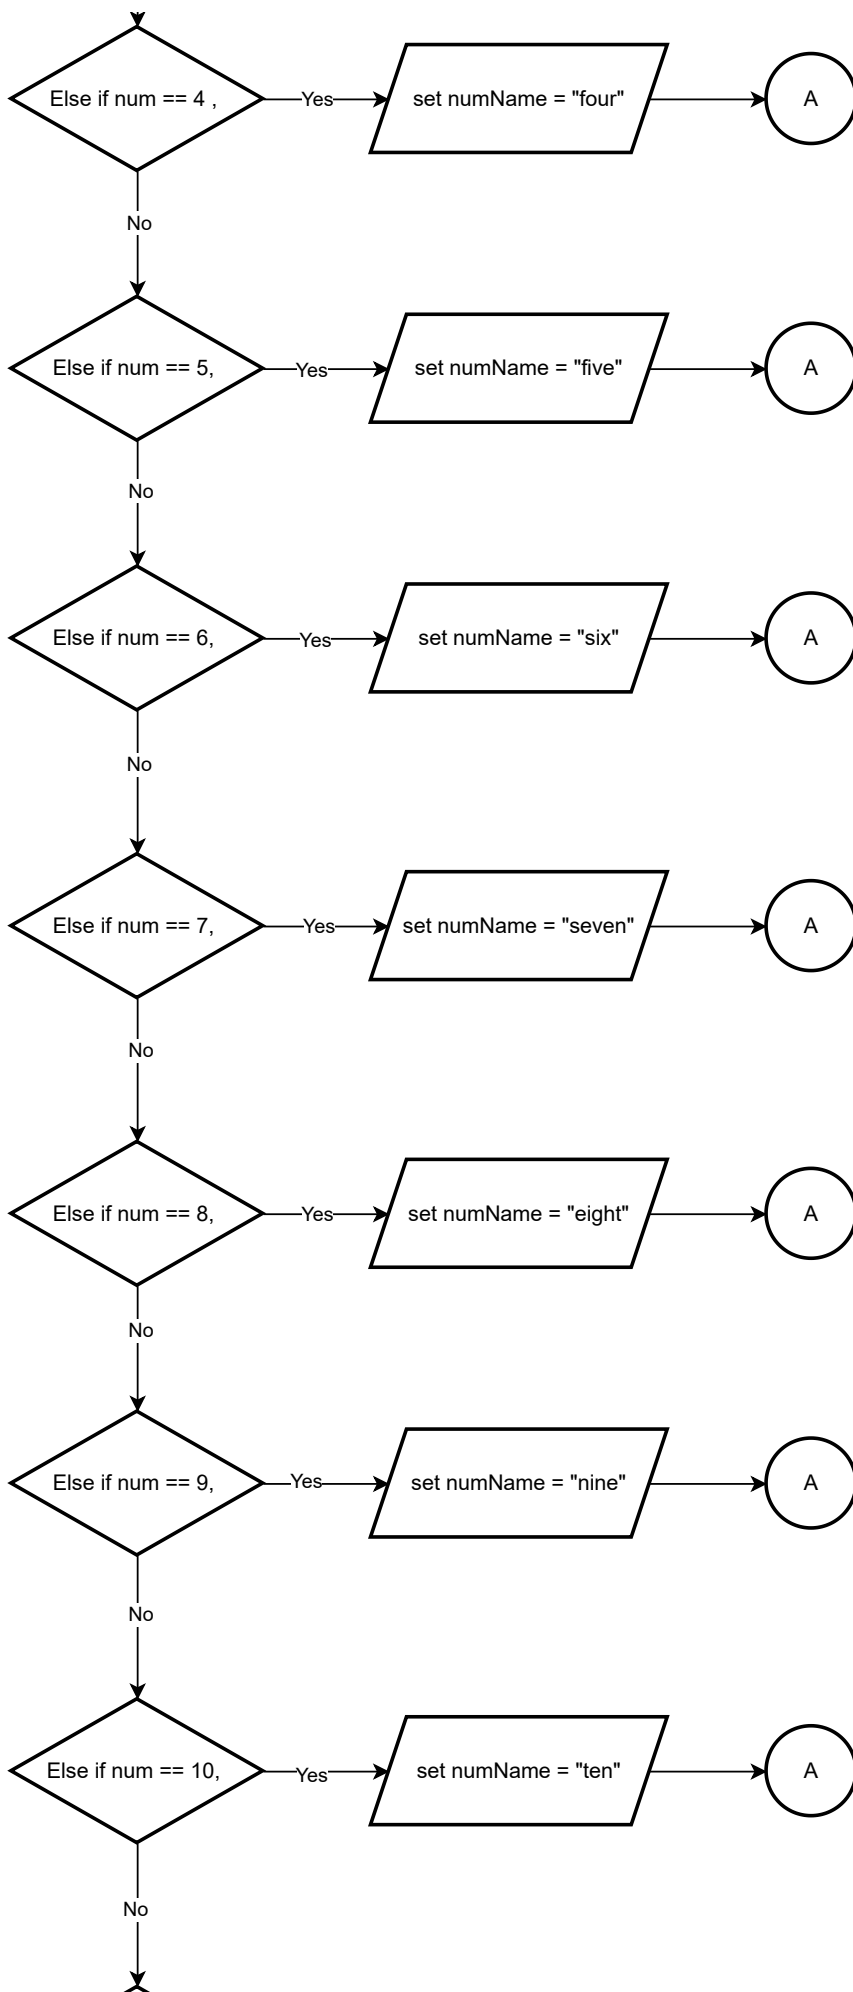 Else if num == 4 ,
Yes
set numName = "four"
A
No
Else if num == 5,
Yes
set numName = "five"
A
No
Else if num == 6,
Yes
set numName = "six"
A
No
Else if num == 7,
Yes
set numName = "seven"
A
No
Else if num == 8,
Yes
set numName = "eight"
A
No
Else if num == 9,
Yes
set numName = "nine"
A
No
Else if num == 10,
Yes
set numName = "ten"
A
No